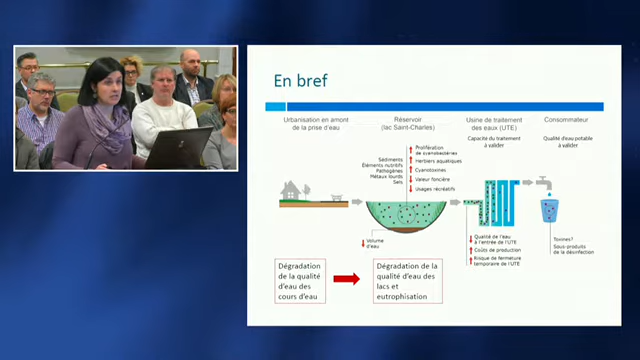 En bref
Urbanisation en amont
de la prise d'eau
Réservoir
(lac Saint-Charles)
Usine de traitement
des eaux (UTE)
Consommateur
Capacité du traitement
à valider
Qualité d'eau potable
à valider
Sédiments
Éléments nutritifs
Pathogènes
Métaux lourds
Sels
Prolifération
de cyanobactéries
Herbiers aquatiques
Cyanotoxines
Valeur foncière
Usages récréatifs
Volume
d'eau
Qualité de l'eau
à l'entrée de l'UTE
Coûts de production
Risque de fermeture
temporaire de l'UTE
Toxines?
Sous-produits
de la désinfection
Dégradation
de la qualité
d'eau des
cours d'eau
Dégradation de la
qualité d'eau des
lacs et
eutrophisation